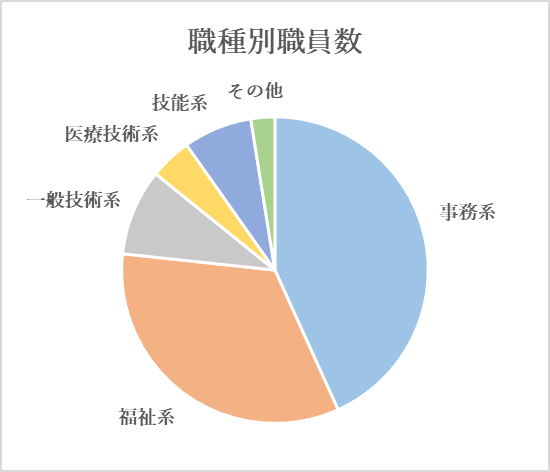 職種別職員数
その他
技能系
医療技術系
一般技術系
事務系
福祉系